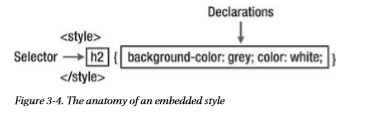 Declarations
<style>
Selector h2 { background-color: grey; color: white; }
</style>
Figure 3-4. The anatomy of an embedded style